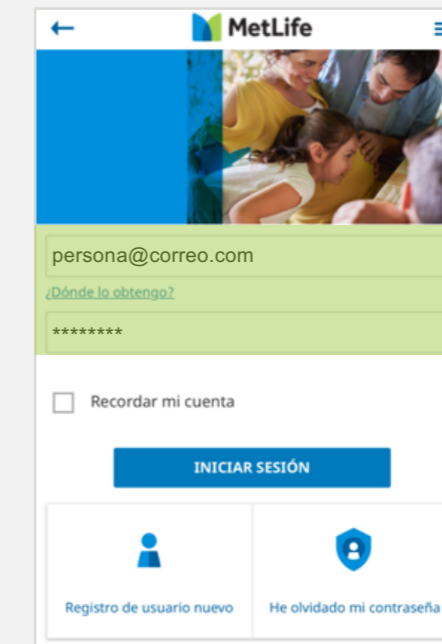 MetLife
persona@correo.com
¿Dónde lo obtengo?
********
Recordar mi cuenta
INICIAR SESIÓN
Registro de usuario nuevo
He olvidado mi contraseña